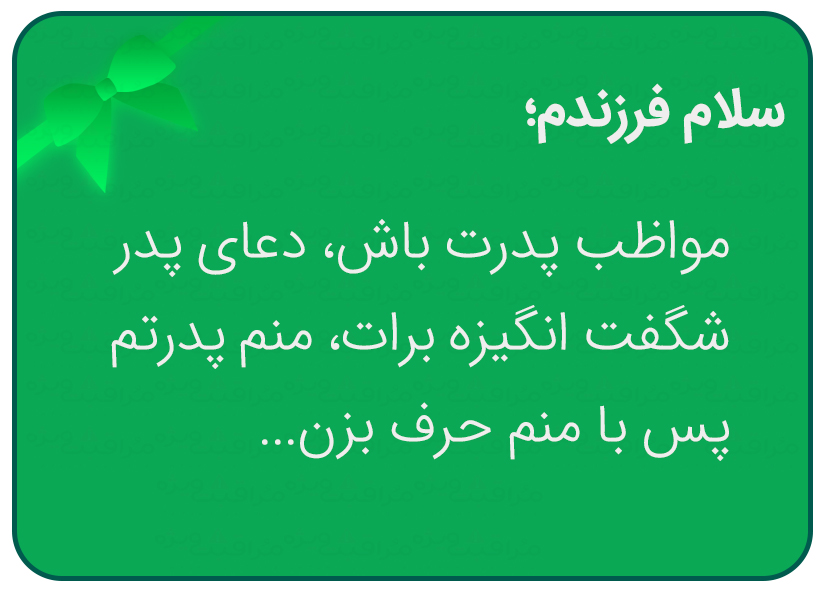 سلام فرزندم؛
مواظب پدرت باش، دعای پدر
شگفت انگیزه برات، منم پدرتم
پس با منم حرف بزن...